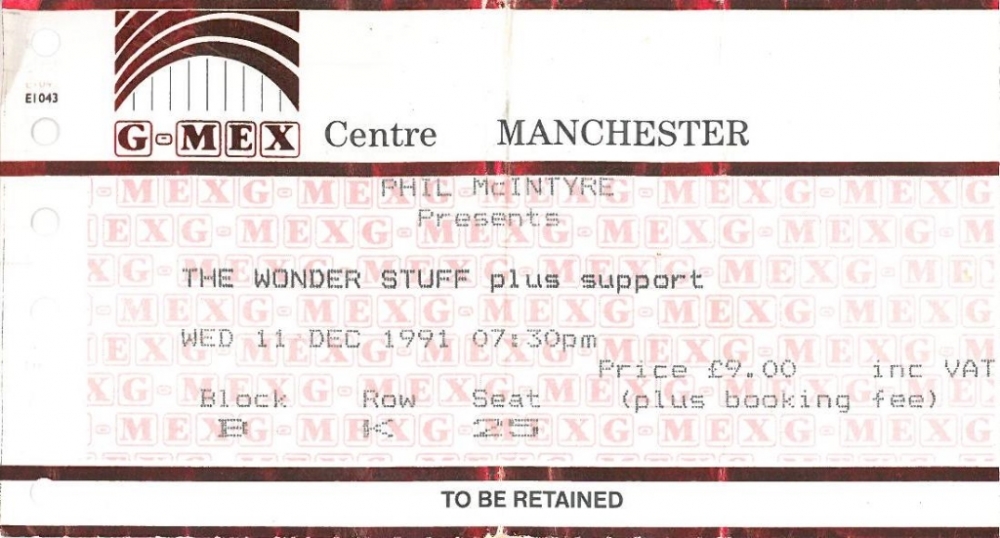 E1043
G-MEX Centre MANCHESTER
PHIL McINTYRE
Presents
THE WONDER STUFF plus support
WED 11 DEC 1991 07:30pm
Price £9.00 inc VAT
Block Row Seat (plus booking fee)
B K 25
TO BE RETAINED